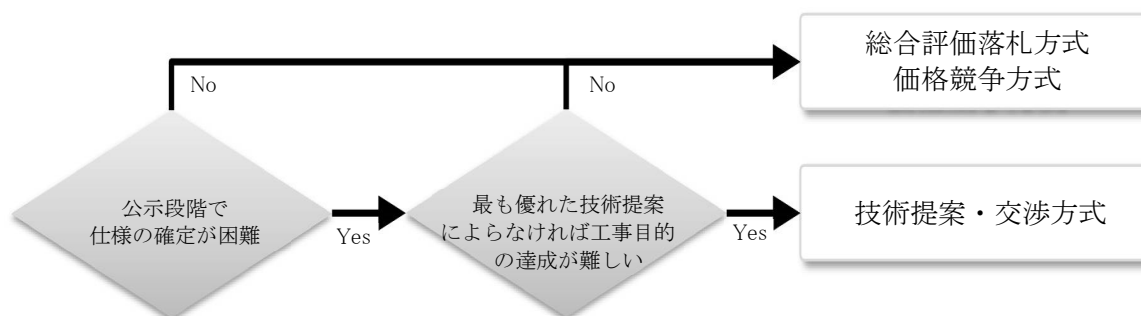 総合評価落札方式
価格競争方式
No
No
公示段階で
仕様の確定が困難
Yes
最も優れた技術提案
によらなければ工事目的
の達成が難しい
Yes
技術提案・交渉方式